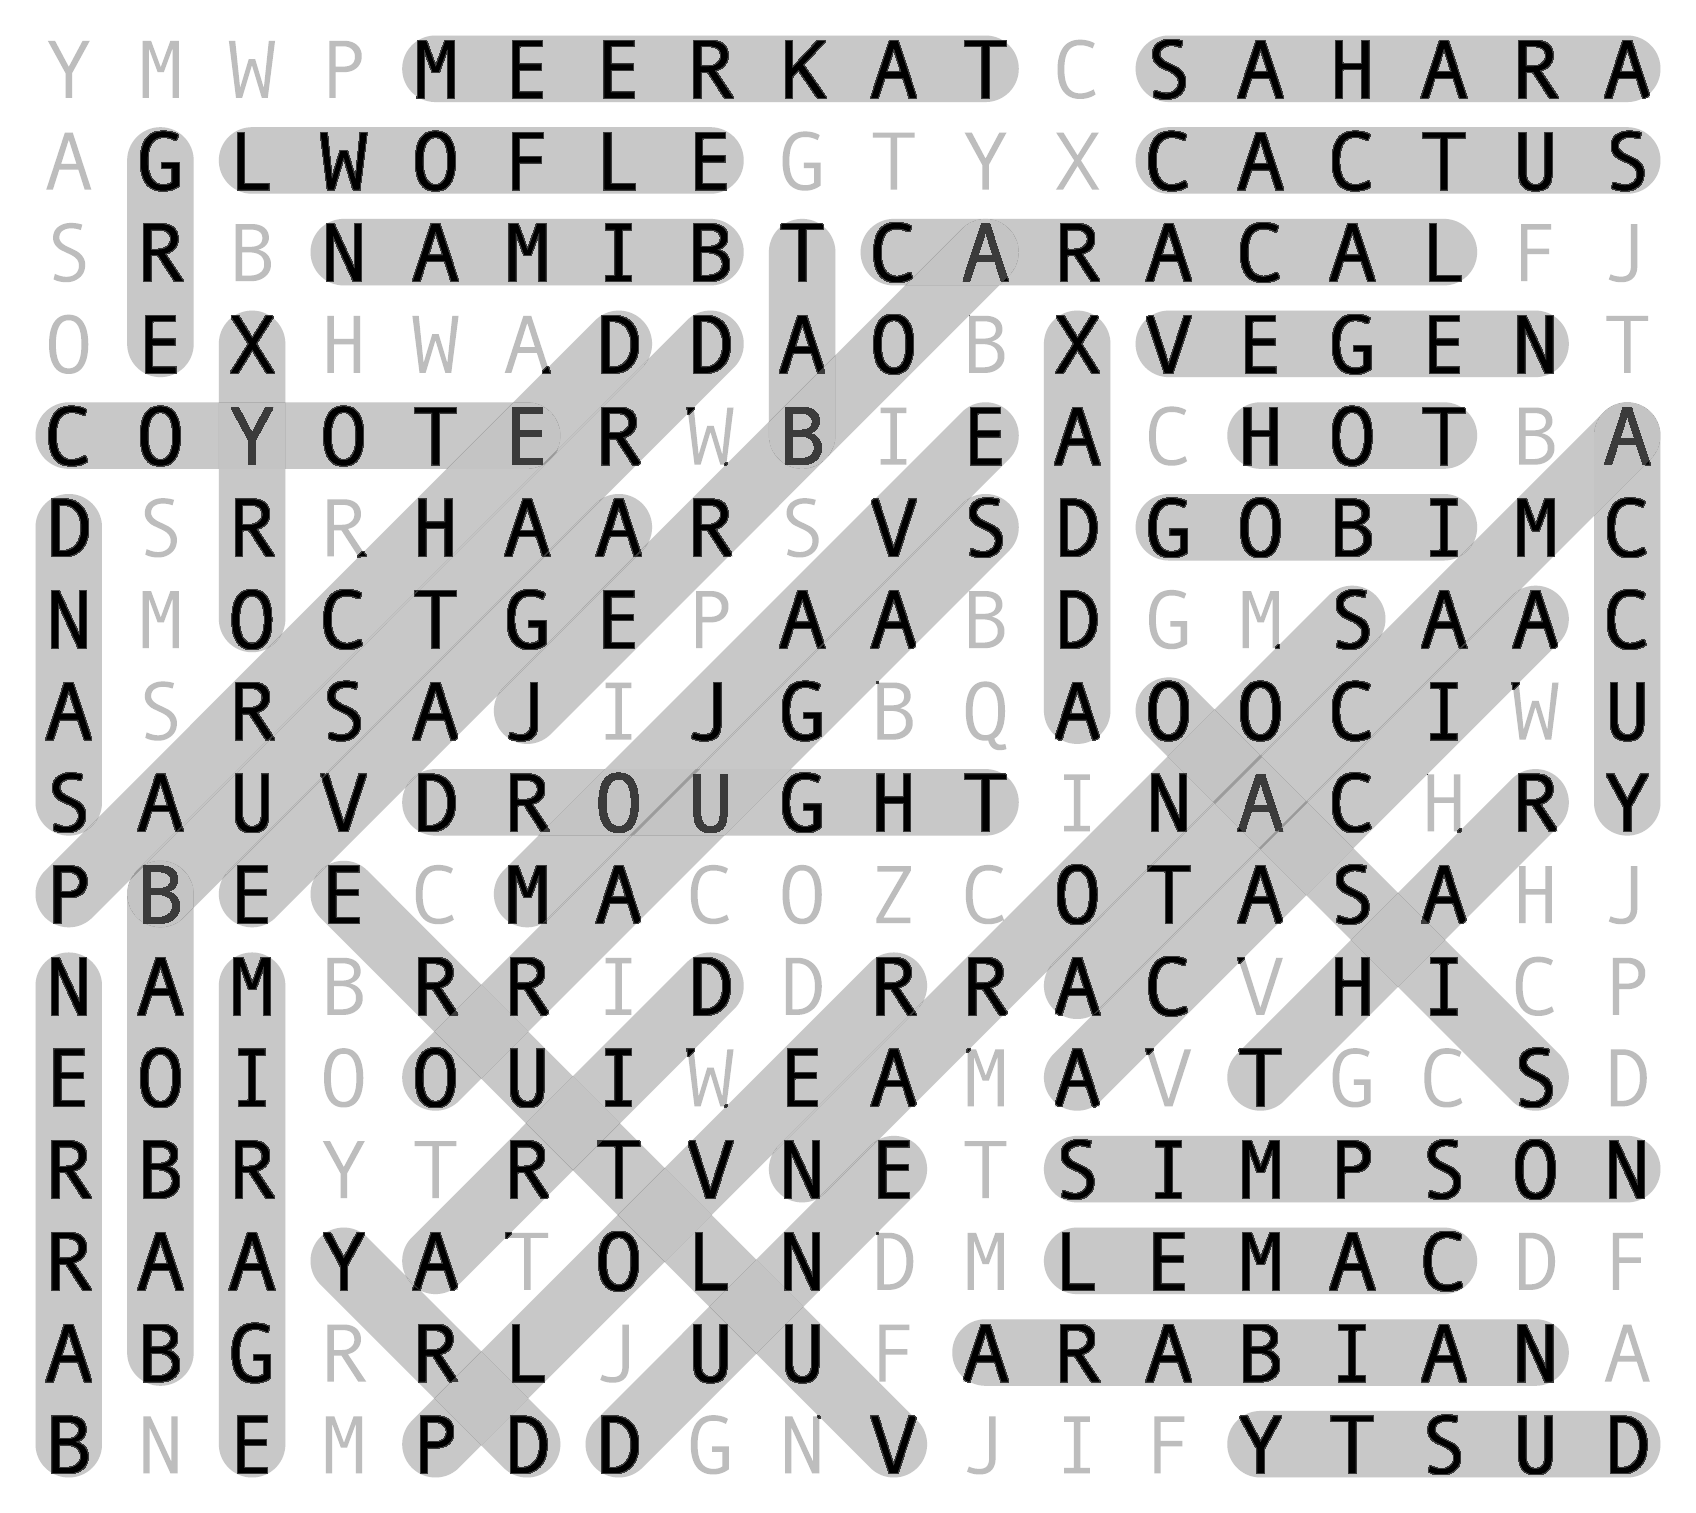 Y M W P M E E R K A T C S A H A R A
A G L W O F L E G T Y X C A C T U S
S R B N A M I B T C A R A C A L F J
O E X H W A D D A O B X V E G E N T
C O Y O T E R W B I E A C H O T B A
D S R R H A A R S V S D G O B I M C
N M O C T G E P A A B D G M S A A C
A S R S A J I J G B Q A O O C I W U
S A U V D R O U G H T I N A C H R Y
P B E E C M A C O Z C O T A S A H J
N A M B R R I D D R R A C V H I C P
E O I O O U I W E A M A V T G C S D
R B R Y T R T V N E T S I M P S O N
R A A Y A T O L N D M L E M A C D F
A B G R R L J U U F A R A B I A N A
B N E M P D D G N V J I F Y T S U D